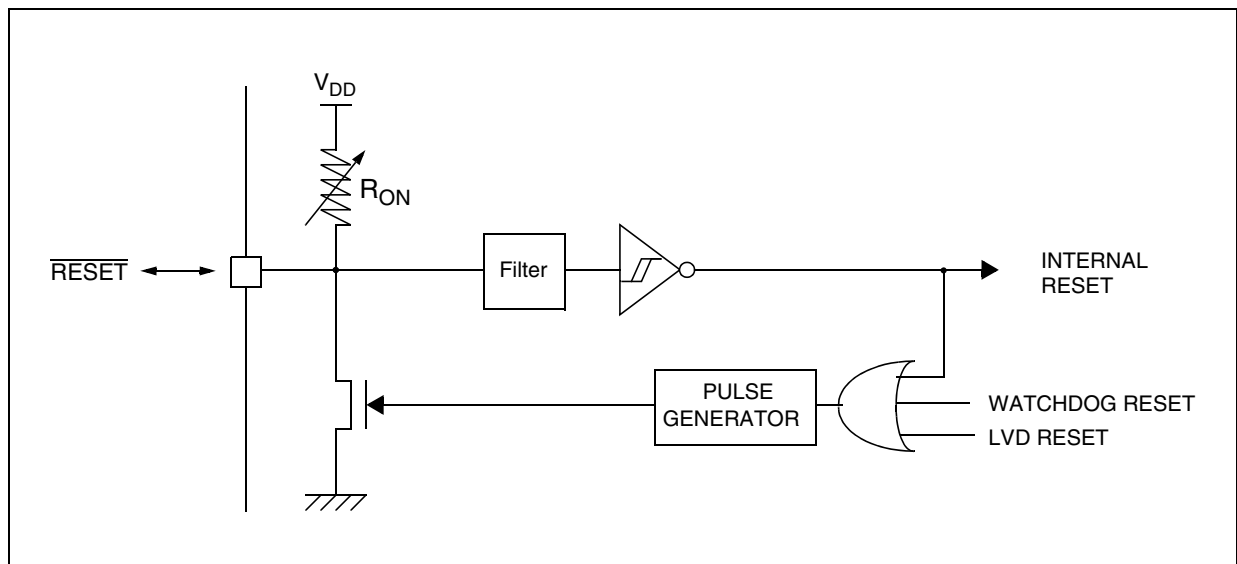 VDD
RON
RESET
Filter
INTERNAL
RESET
PULSE
GENERATOR
WATCHDOG RESET
LVD RESET